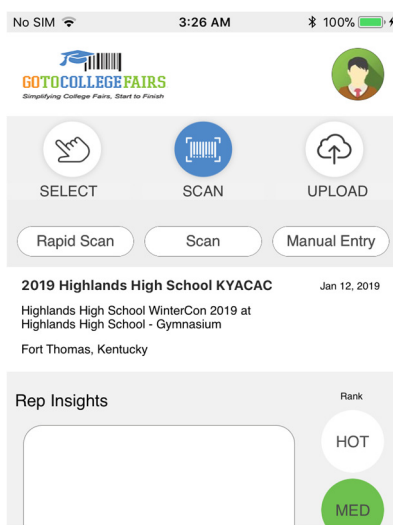 No SIM 3:26 AM 100%
GOTOCOLLEGEFAIRS
Simplifying College Fairs, Start to Finish
SELECT SCAN UPLOAD
Rapid Scan Scan Manual Entry
2019 Highlands High School KYACAC Jan 12, 2019
Highlands High School WinterCon 2019 at
Highlands High School - Gymnasium
Fort Thomas, Kentucky
Rep Insights Rank
HOT
MED